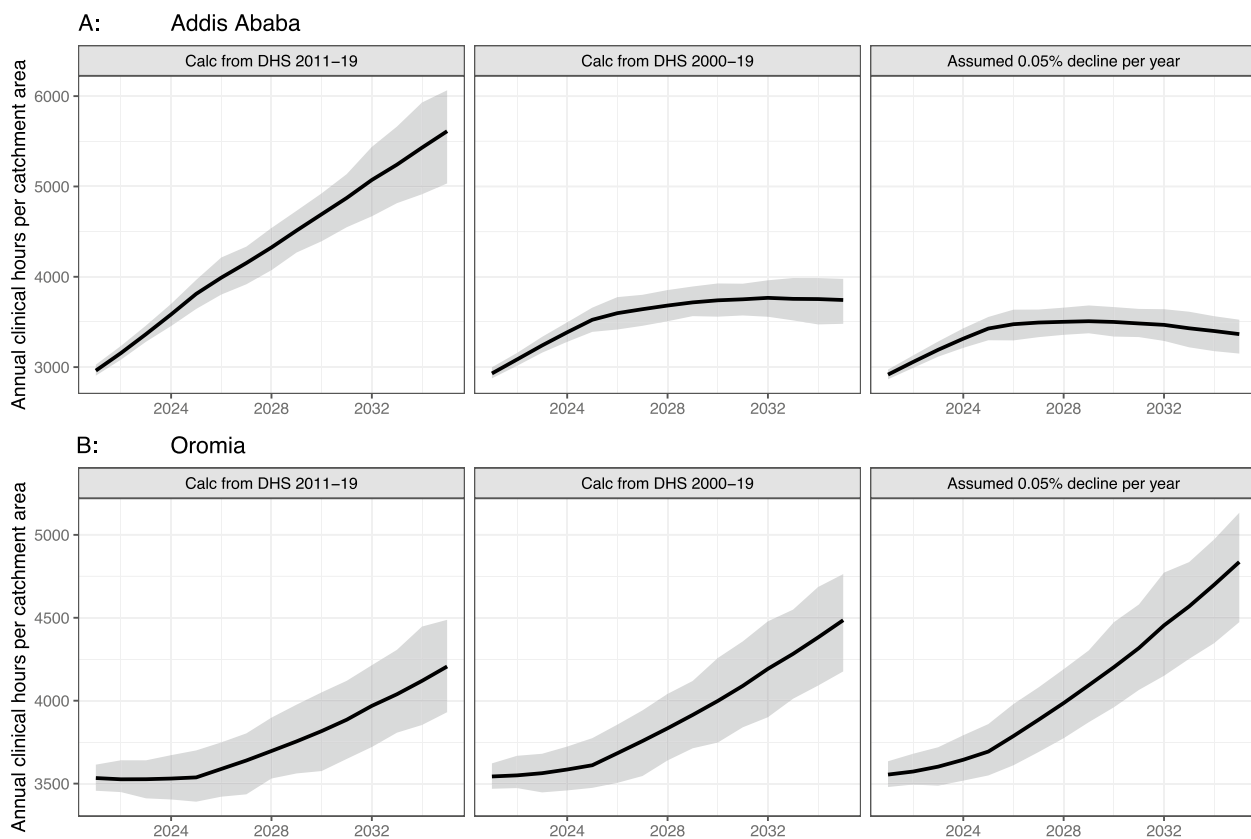 A: Addis Ababa
Calc from DHS 2011–19 Calc from DHS 2000–19 Assumed 0.05% decline per year
Annual clinical hours per catchment area
6000
5000
4000
3000
2024 2028 2032 2024 2028 2032 2024 2028 2032
B: Oromia
Calc from DHS 2011–19 Calc from DHS 2000–19 Assumed 0.05% decline per year
Annual clinical hours per catchment area
5000
4500
4000
3500
2024 2028 2032 2024 2028 2032 2024 2028 2032